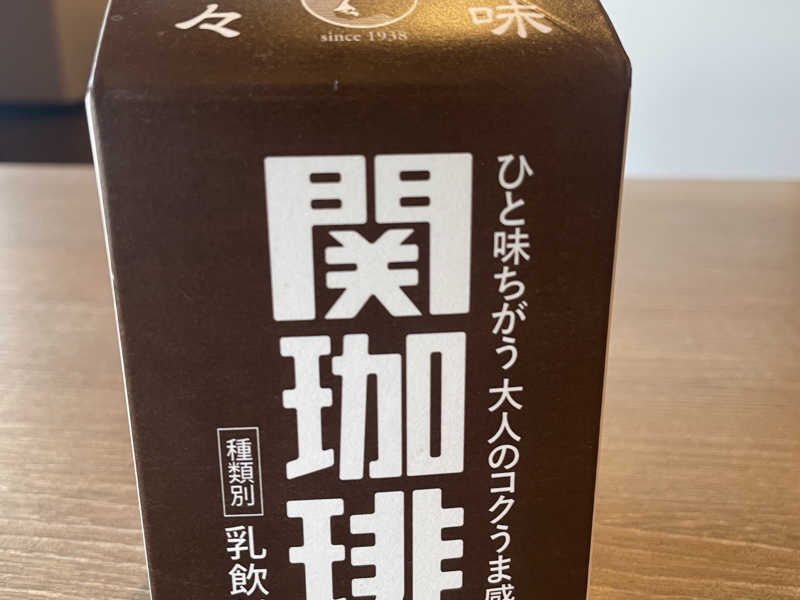 々
味
since 1938
ひと味ちがう 大人のコクうま感
関珈琲
種類別
乳飲